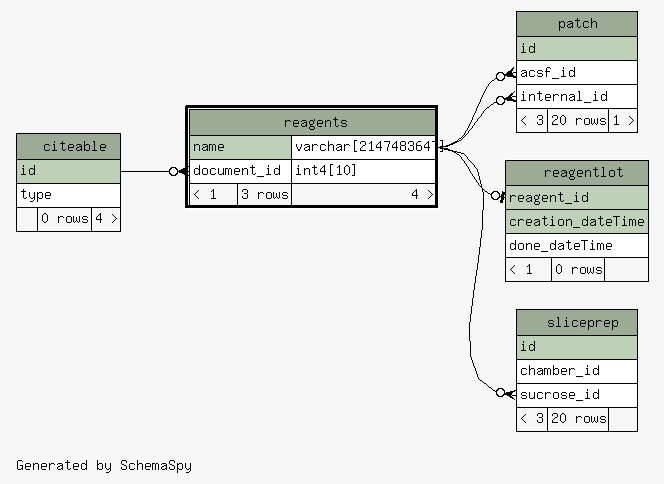 patch
id
acsf_id
internal_id
< 3 20 rows 1 >
reagents
name varchar[214748364
document_id int4[10]
< 1 3 rows 4 >
citeable
id
type
0 rows 4 >
reagentlot
reagent_id
creation_dateTime
done_dateTime
< 1 0 rows
sliceprep
id
chamber_id
sucrose_id
< 3 20 rows
Generated by SchemaSpy